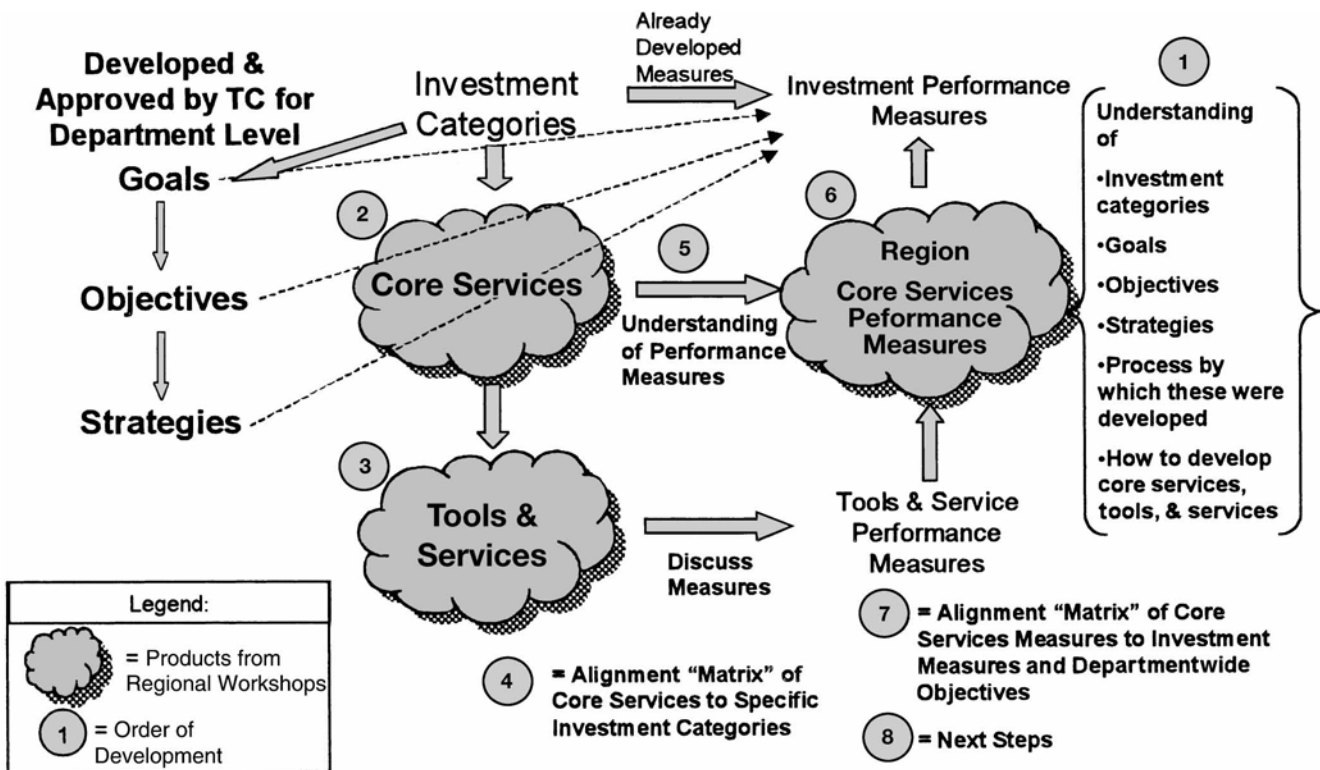 Developed &
Approved by TC for
Department Level
Goals
Objectives
Strategies
Investment
Categories
Already
Developed
Measures
Investment Performance
Measures
2
Core Services
5
Understanding
of Performance
Measures
6
Region
Core Services
Peformance
Measures
3
Tools &
Services
Discuss
Measures
Tools & Service
Performance
Measures
1
Understanding
of
•Investment
categories
•Goals
•Objectives
•Strategies
•Process by
which these were
developed
•How to develop
core services,
tools, & services
Legend:
= Products from
Regional Workshops
1
= Order of
Development
4
= Alignment “Matrix” of
Core Services to Specific
Investment Categories
7
= Alignment “Matrix” of Core
Services Measures to Investment
Measures and Departmentwide
Objectives
8
= Next Steps